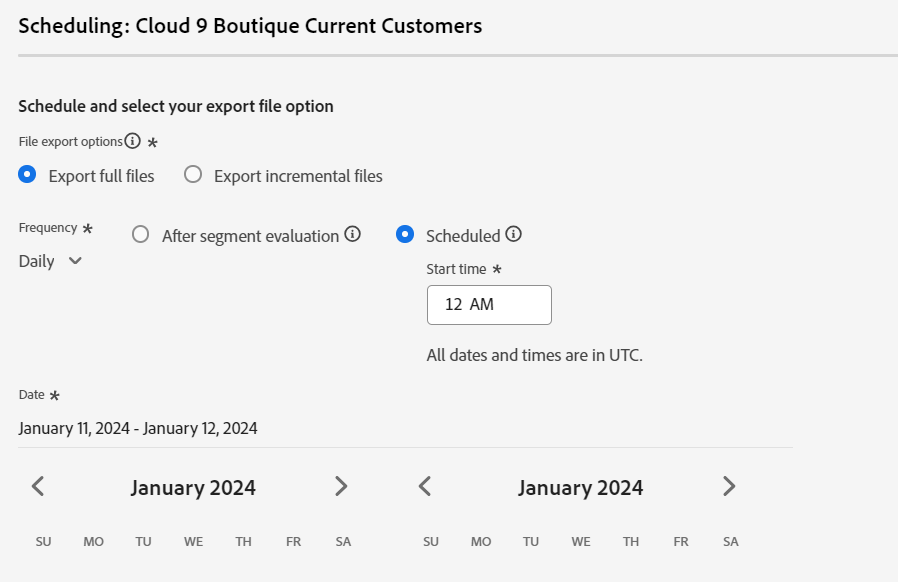 Scheduling: Cloud 9 Boutique Current Customers
Schedule and select your export file option
File export options *
Export full files Export incremental files
Frequency *
After segment evaluation Scheduled
Daily
Start time *
12 AM
All dates and times are in UTC.
Date *
January 11, 2024 - January 12, 2024
January 2024 January 2024
SU MO TU WE TH FR SA SU MO TU WE TH FR SA